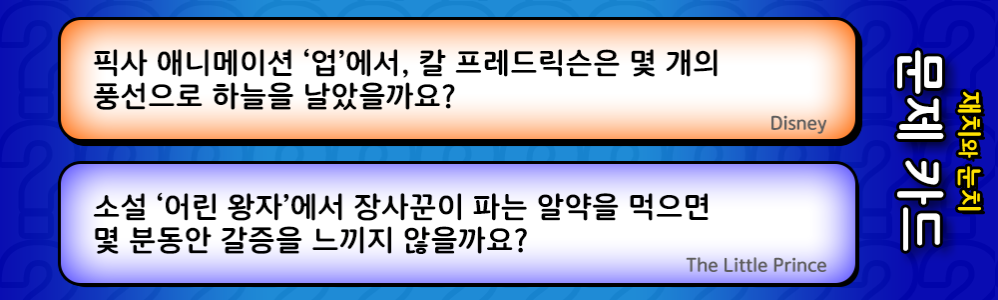 픽사 애니메이션 ‘업’에서, 칼 프레드릭슨은 몇 개의
풍선으로 하늘을 날았을까요?
Disney
소설 ‘어린 왕자’에서 장사꾼이 파는 알약을 먹으면
몇 분동안 갈증을 느끼지 않을까요?
The Little Prince
재치와 눈치
문제 카드